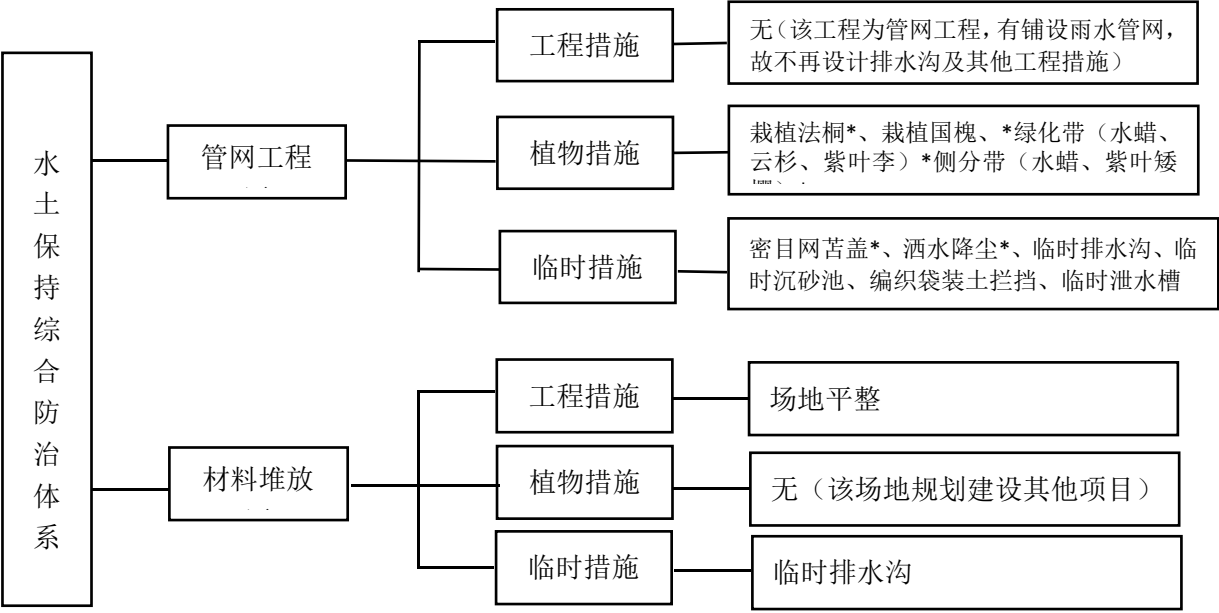 水土保持综合防治体系
管网工程
工程措施
无（该工程为管网工程，有铺设雨水管网，
故不再设计排水沟及其他工程措施）
植物措施
栽植法桐*、栽植国槐、*绿化带（水蜡、
云杉、紫叶李）*侧分带（水蜡、紫叶矮
临时措施
密目网苫盖*、洒水降尘*、临时排水沟、临
时沉砂池、编织袋装土拦挡、临时泄水槽
材料堆放
工程措施
场地平整
植物措施
无（该场地规划建设其他项目）
临时措施
临时排水沟